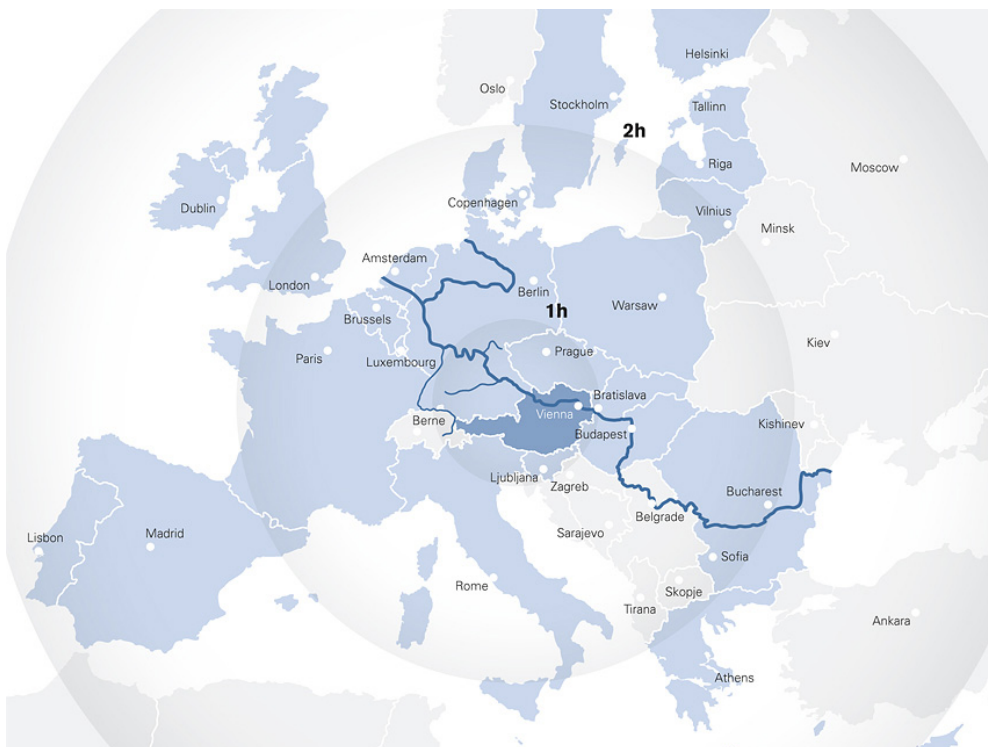 Helsinki
Oslo
Stockholm
Tallinn
2h
Riga
Moscow
Dublin
Copenhagen
Vilnius
Minsk
Amsterdam
London
Berlin
Warsaw
1h
Brussels
Kiev
Paris
Luxembourg
Prague
Bratislava
Vienna
Berne
Budapest
Kishinev
Ljubljana
Zagreb
Bucharest
Belgrade
Lisbon
Madrid
Sarajevo
Sofia
Rome
Skopje
Tirana
Ankara
Athens